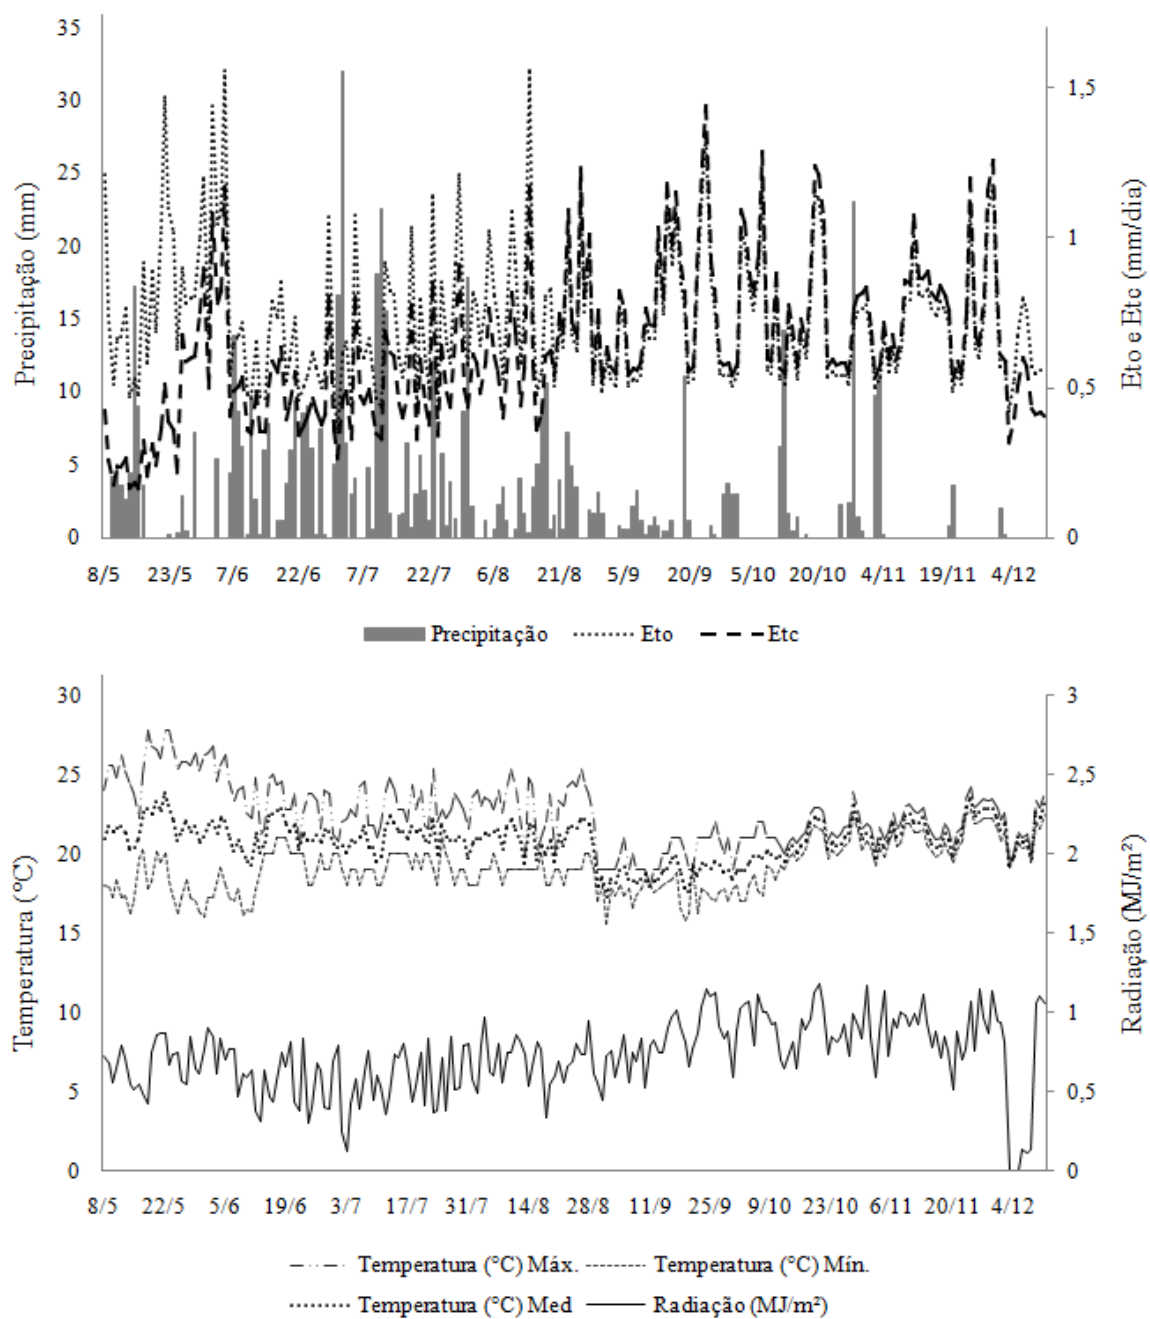 35
30
25
20
15
10
5
0
Precipitação (mm)
1,5
1
0,5
0
Eto e Etc (mm/dia)
8/5 23/5 7/6 22/6 7/7 22/7 6/8 21/8 5/9 20/9 5/10 20/10 4/11 19/11 4/12
Precipitação Eto Etc
30
25
20
15
10
5
0
Temperatura (°C)
3
2,5
2
1,5
1
0,5
0
Radiação (MJ/m²)
8/5 22/5 5/6 19/6 3/7 17/7 31/7 14/8 28/8 11/9 25/9 9/10 23/10 6/11 20/11 4/12
Temperatura (°C) Máx. Temperatura (°C) Mín.
Temperatura (°C) Med Radiação (MJ/m²)